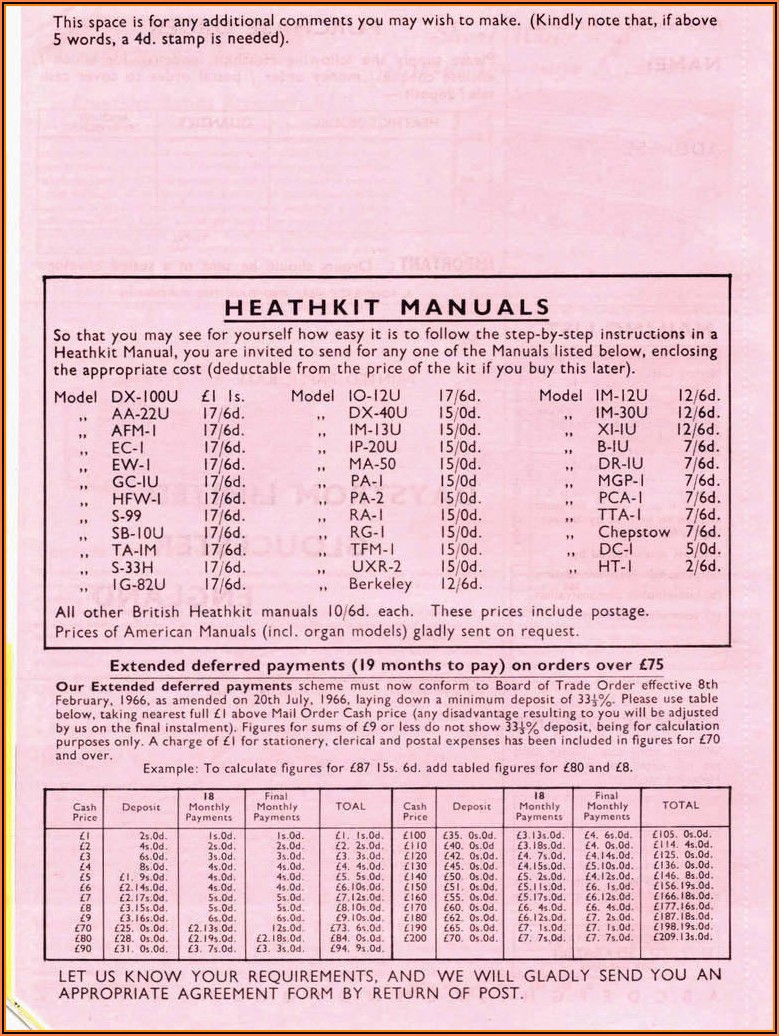 This space is for any additional comments you may wish to make. (Kindly note that, if above
5 words, a 4d. stamp is needed).
HEATHKIT MANUALS
So that you may see for yourself how easy it is to follow the step-by-step instructions in a
Heathkit Manual, you are invited to send for any one of the Manuals listed below, enclosing
the appropriate cost (deductable from the price of the kit if you buy this later).
Model DX-100U £1 1s. Model IO-12U 17/6d. Model IM-12U 12/6d.
,, AA-22U 17/6d. ,, DX-40U 15/0d. ,, IM-30U 12/6d.
,, AFM-1 17/6d. ,, IM-13U 15/0d ,, XI-IU 12/6d.
,, EC-1 17/6d. ,, IP-20U 15/0d. ,, B-IU 7/6d.
,, EW-1 17/6d. ,, MA-50 15/0d. ,, DR-IU 7/6d.
,, GC-IU 17/6d. ,, PA-1 15/0d ,, MGP-1 7/6d.
,, HFW-1 17/6d. ,, PA-2 15/0d. ,, PCA-1 7/6d.
,, S-99 17/6d. ,, RA-1 15/0d. ,, TTA-1 7/6d.
,, SB-10U 17/6d. ,, RG-1 15/0d. ,, Chepstow 7/6d.
,, TA-IM 17/6d. ,, TFM-1 15/0d. ,, DC-1 5/0d.
,, S-33H 17/6d. ,, UXR-2 15/0d. ,, HT-1 2/6d.
,, IG-82U 17/6d. ,, Berkeley 12/6d.
All other British Heathkit manuals 10/6d. each. These prices include postage.
Prices of American Manuals (incl. organ models) gladly sent on request.
Extended deferred payments (19 months to pay) on orders over £75
Our Extended deferred payments scheme must now conform to Board of Trade Order effective 8th
February, 1966, as amended on 20th July, 1966, laying down a minimum deposit of 33⅓%. Please use table
below, taking nearest full £1 above Mail Order Cash price (any disadvantage resulting to you will be adjusted
by us on the final instalment). Figures for sums of £9 or less do not show 33⅓% deposit, being for calculation
purposes only. A charge of £1 for stationery, clerical and postal expenses has been included in figures for £70
and over.
Example: To calculate figures for £87 15s. 6d. add tabled figures for £80 and £8.
Cash Price Deposit 18 Monthly Payments Final Monthly Payments TOAL Cash Price Deposit 18 Monthly Payments Final Monthly Payments TOTAL
£1 2s.0d. 1s.0d. 1s.0d. £1. 1s.0d. £100 £35. 0s.0d. £3.13s.0d. £4. 6s.0d. £105. 0s.0d.
£2 4s.0d. 2s.0d. 2s.0d. £2. 2s.0d. £110 £40. 0s.0d £3.18s.0d. £4. 0s.0d. £114. 4s.0d.
£3 6s.0d. 3s.0d. 3s.0d. £3. 3s.0d. £120 £42. 0s.0d. £4. 7s.0d. £4.14s.0d. £125. 0s.0d.
£4 8s.0d. 4s.0d. 4s.0d. £4. 4s.0d. £130 £45. 0s.0d. £4.15s.0d. £5.10s.0d. £136. 0s.0d.
£5 £1. 9s.0d. 4s.0d. 4s.0d. £5. 5s.0d. £140 £50. 0s.0d. £5. 2s.0d. £4.12s.0d. £146. 8s.0d.
£6 £2.14s.0d. 4s.0d. 4s.0d. £6.10s.0d. £150 £51. 0s.0d. £5.11s.0d. £6. 1s.0d. £156.19s.0d.
£7 £2.17s.0d. 5s.0d. 5s.0d. £7.12s.0d. £160 £55. 0s.0d. £5.17s.0d. £6.12s.0d. £166.18s.0d.
£8 £3.15s.0d. 5s.0d. 5s.0d. £8.10s.0d. £170 £60. 0s.0d. £6. 4s.0d. £6. 4s.0d. £177.16s.0d.
£9 £3.16s.0d. 6s.0d. 6s.0d. £9.10s.0d. £180 £62. 0s.0d. £6.12s.0d. £7. 2s.0d. £187.18s.0d.
£70 £25. 0s.0d. £2.13s.0d. 12s.0d. £73. 6s.0d. £190 £65. 0s.0d. £7. 1s.0d. £7. 1s.0d. £198.19s.0d.
£80 £28. 0s.0d. £2.19s.0d. £2.18s.0d. £84. 0s.0d. £200 £70. 0s.0d. £7. 7s.0d. £7. 7s.0d. £209.13s.0d.
£90 £31. 0s.0d. £3. 7s.0d. £3. 3s.0d. £94. 9s.0d.
LET US KNOW YOUR REQUIREMENTS, AND WE WILL GLADLY SEND YOU AN
APPROPRIATE AGREEMENT FORM BY RETURN OF POST.